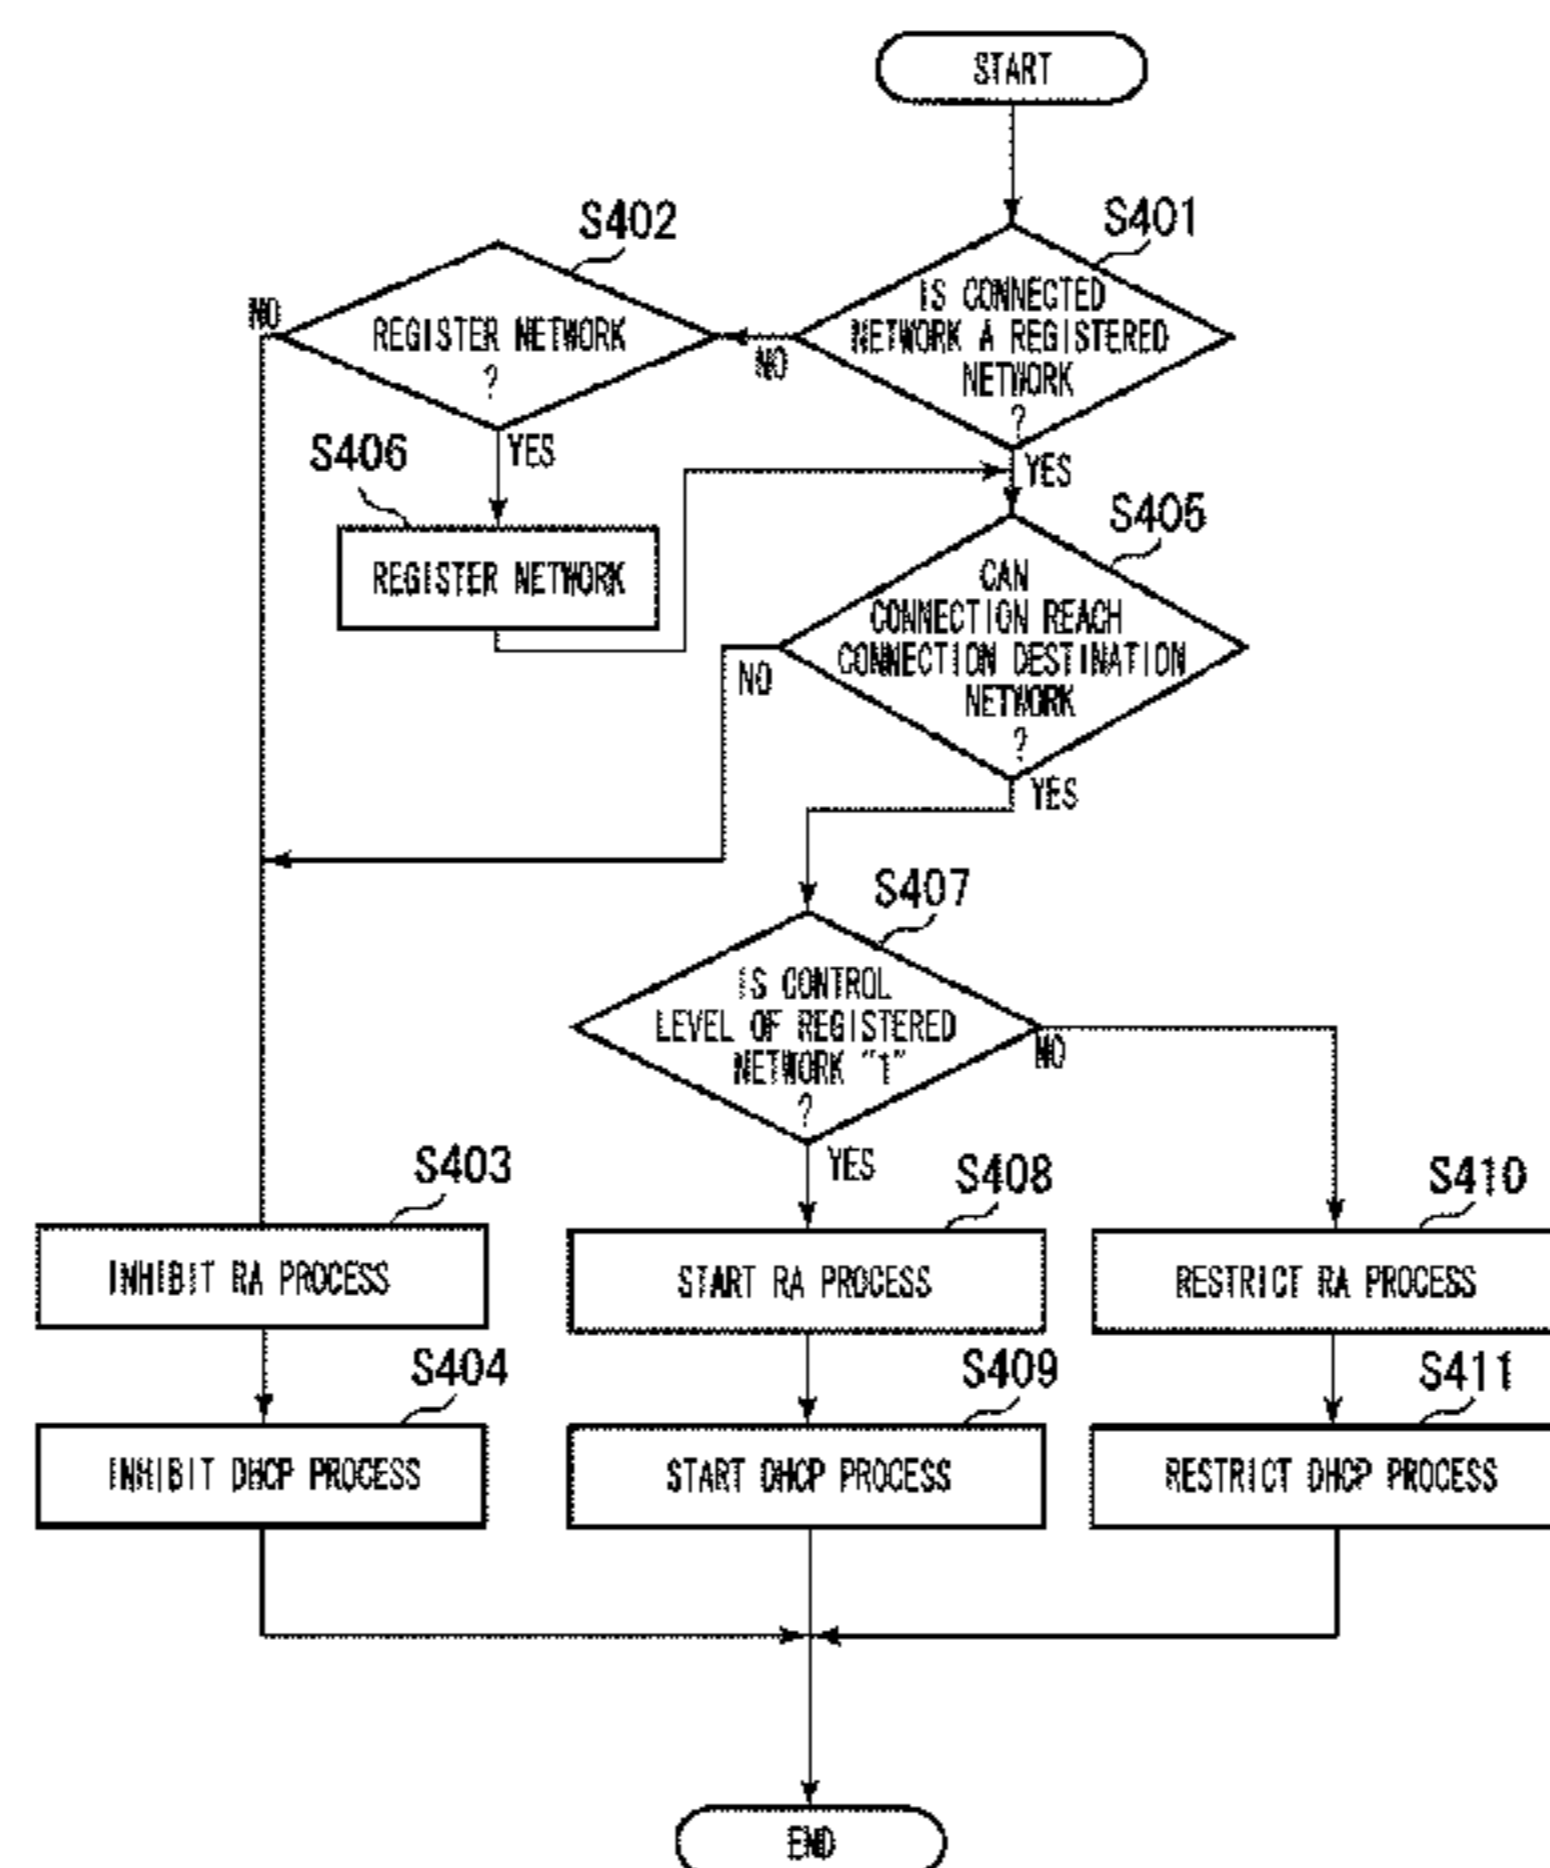 START
S401
IS CONNECTED
NETWORK A REGISTERED
NETWORK
?
NO
YES
S402
REGISTER NETWORK
?
NO
YES
S406
REGISTER NETWORK
S405
CAN
CONNECTION REACH
CONNECTION DESTINATION
NETWORK
?
NO
YES
S407
IS CONTROL
LEVEL OF REGISTERED
NETWORK "1"
?
NO
YES
S403
INHIBIT RA PROCESS
S404
INHIBIT DHCP PROCESS
S408
START RA PROCESS
S409
START DHCP PROCESS
S410
RESTRICT RA PROCESS
S411
RESTRICT DHCP PROCESS
END